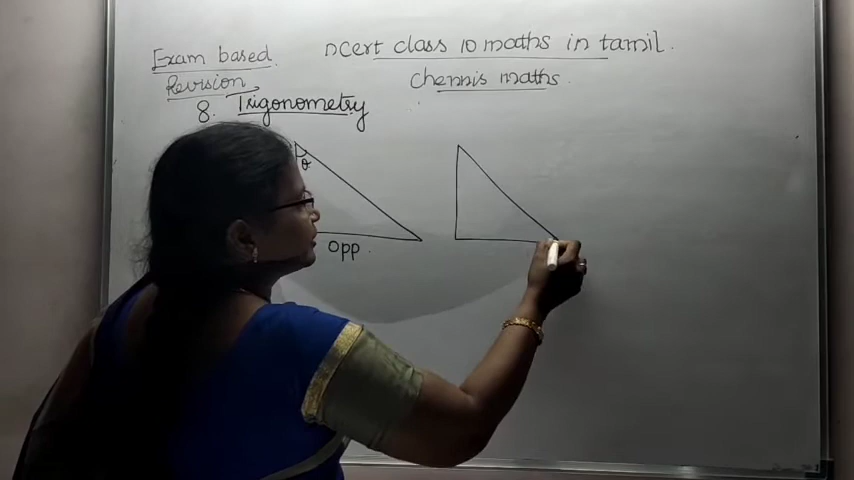 Exam based
Revision
ncert class 10 maths in tamil.
Chennis maths.
8. Trigonometry
θ
Opp.